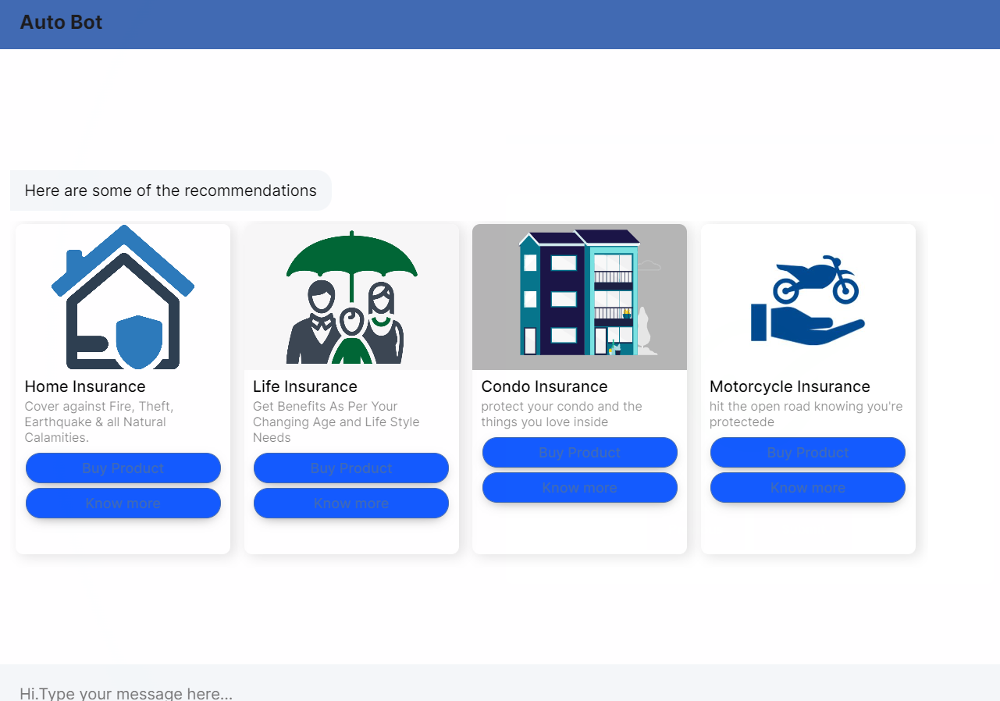 Auto Bot
Here are some of the recommendations
Home Insurance
Cover against Fire, Theft,
Earthquake & all Natural
Calamities.
Buy Product
Know more
Life Insurance
Get Benefits As Per Your
Changing Age and Life Style
Needs
Buy Product
Know more
Condo Insurance
protect your condo and the
things you love inside
Buy Product
Know more
Motorcycle Insurance
hit the open road knowing you're
protectede
Buy Product
Know more
Hi.Type your message here...